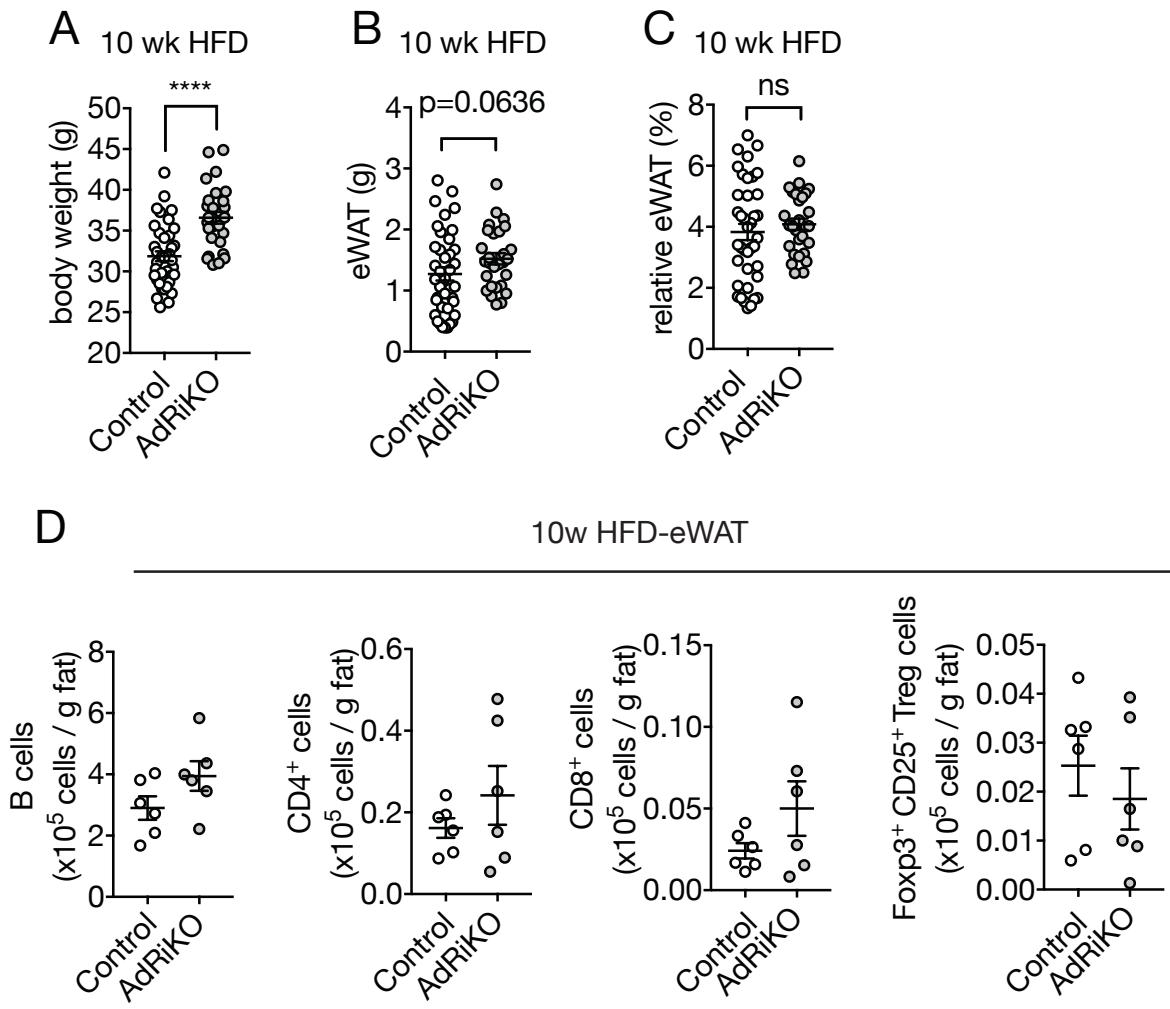 A 10 wk HFD
****
body weight (g)
50
45
40
35
30
25
20
Control
AdRiKO
B 10 wk HFD
p=0.0636
eWAT (g)
4
3
2
1
0
Control
AdRiKO
C 10 wk HFD
ns
relative eWAT (%)
8
6
4
2
0
Control
AdRiKO
D
10w HFD-eWAT
B cells
(x10⁵ cells / g fat)
8
6
4
2
0
Control
AdRiKO
CD4⁺ cells
(x10⁵ cells / g fat)
0.6
0.4
0.2
0.0
Control
AdRiKO
CD8⁺ cells
(x10⁵ cells / g fat)
0.15
0.10
0.05
0.00
Control
AdRiKO
Foxp3⁺ CD25⁺ Treg cells
(x10⁵ cells / g fat)
0.05
0.04
0.03
0.02
0.01
0.00
Control
AdRiKO